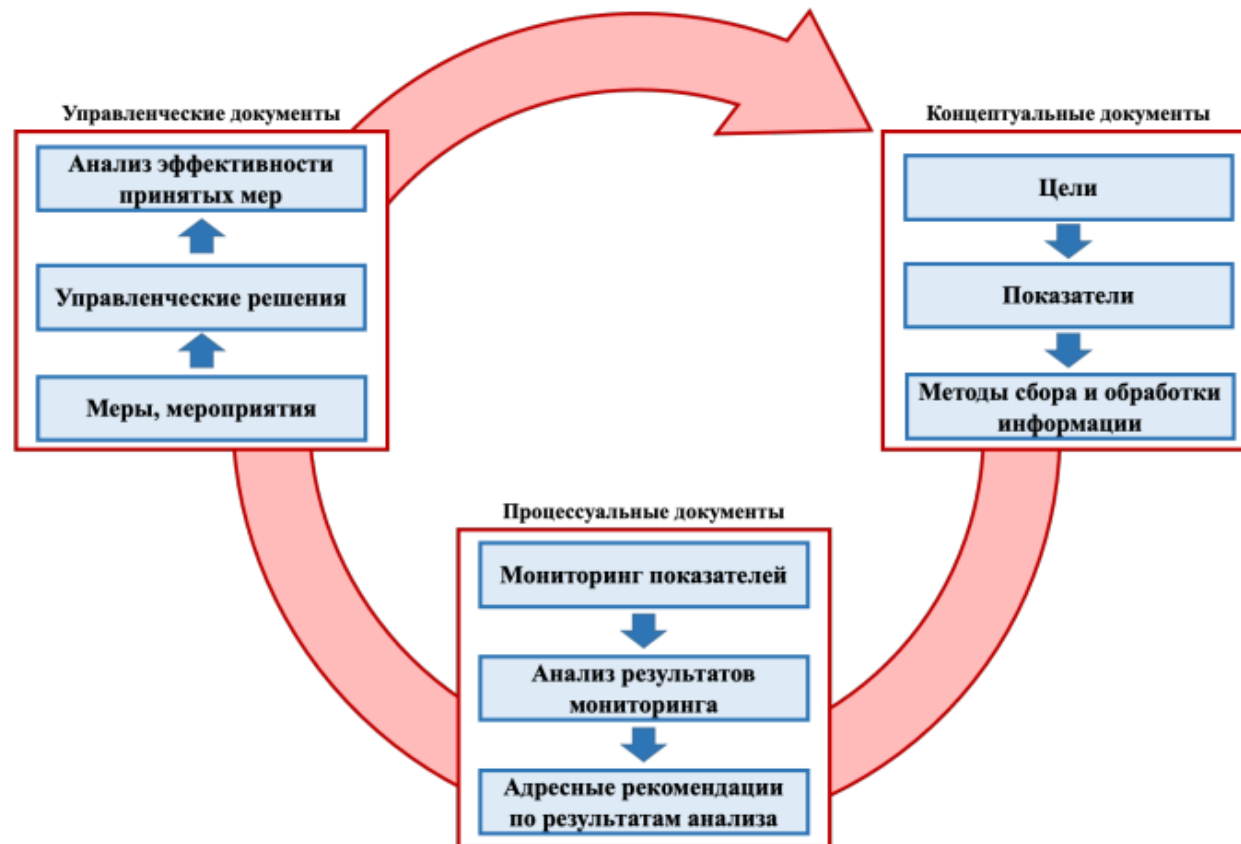 Управленческие документы
Анализ эффективности
принятых мер
Управленческие решения
Меры, мероприятия
Концептуальные документы
Цели
Показатели
Методы сбора и обработки
информации
Процессуальные документы
Мониторинг показателей
Анализ результатов
мониторинга
Адресные рекомендации
по результатам анализа